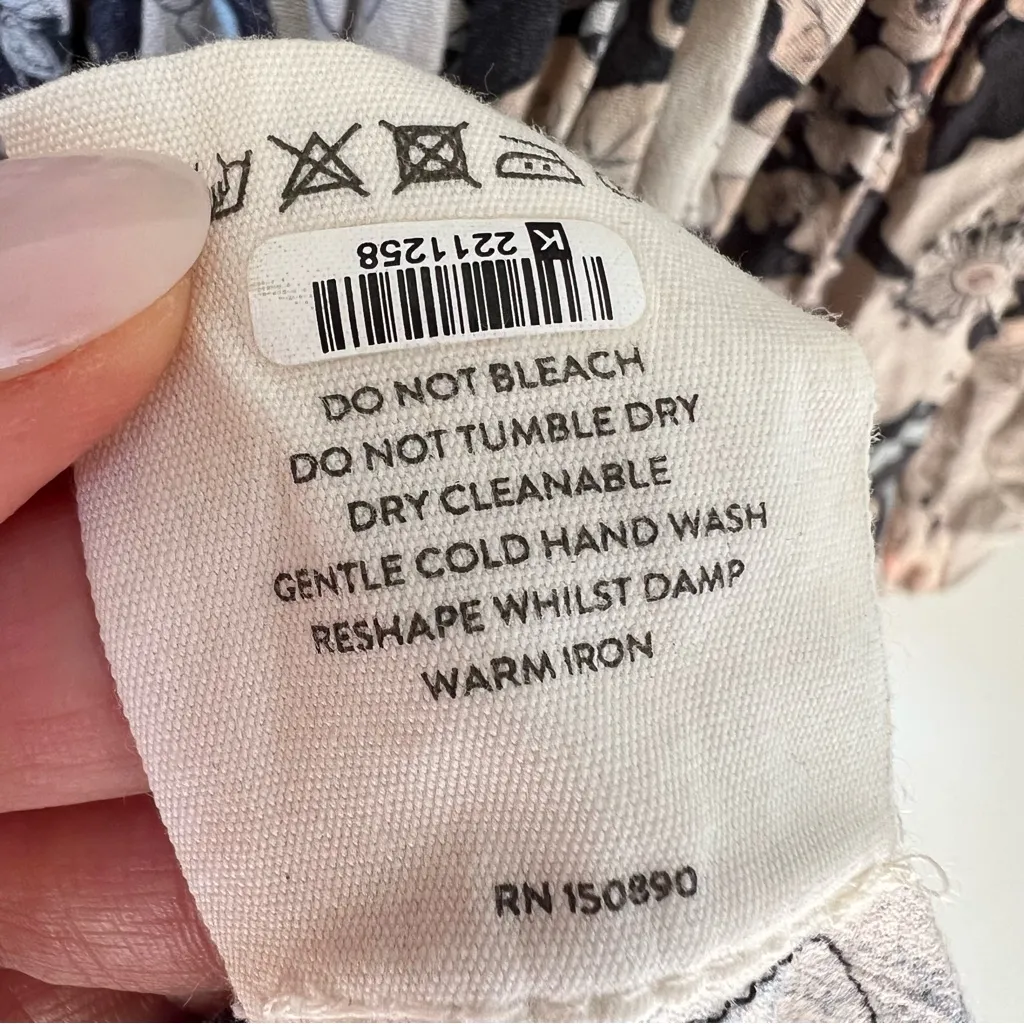 K 2211258
DO NOT BLEACH
DO NOT TUMBLE DRY
DRY CLEANABLE
GENTLE COLD HAND WASH
RESHAPE WHILST DAMP
WARM IRON
RN 150890